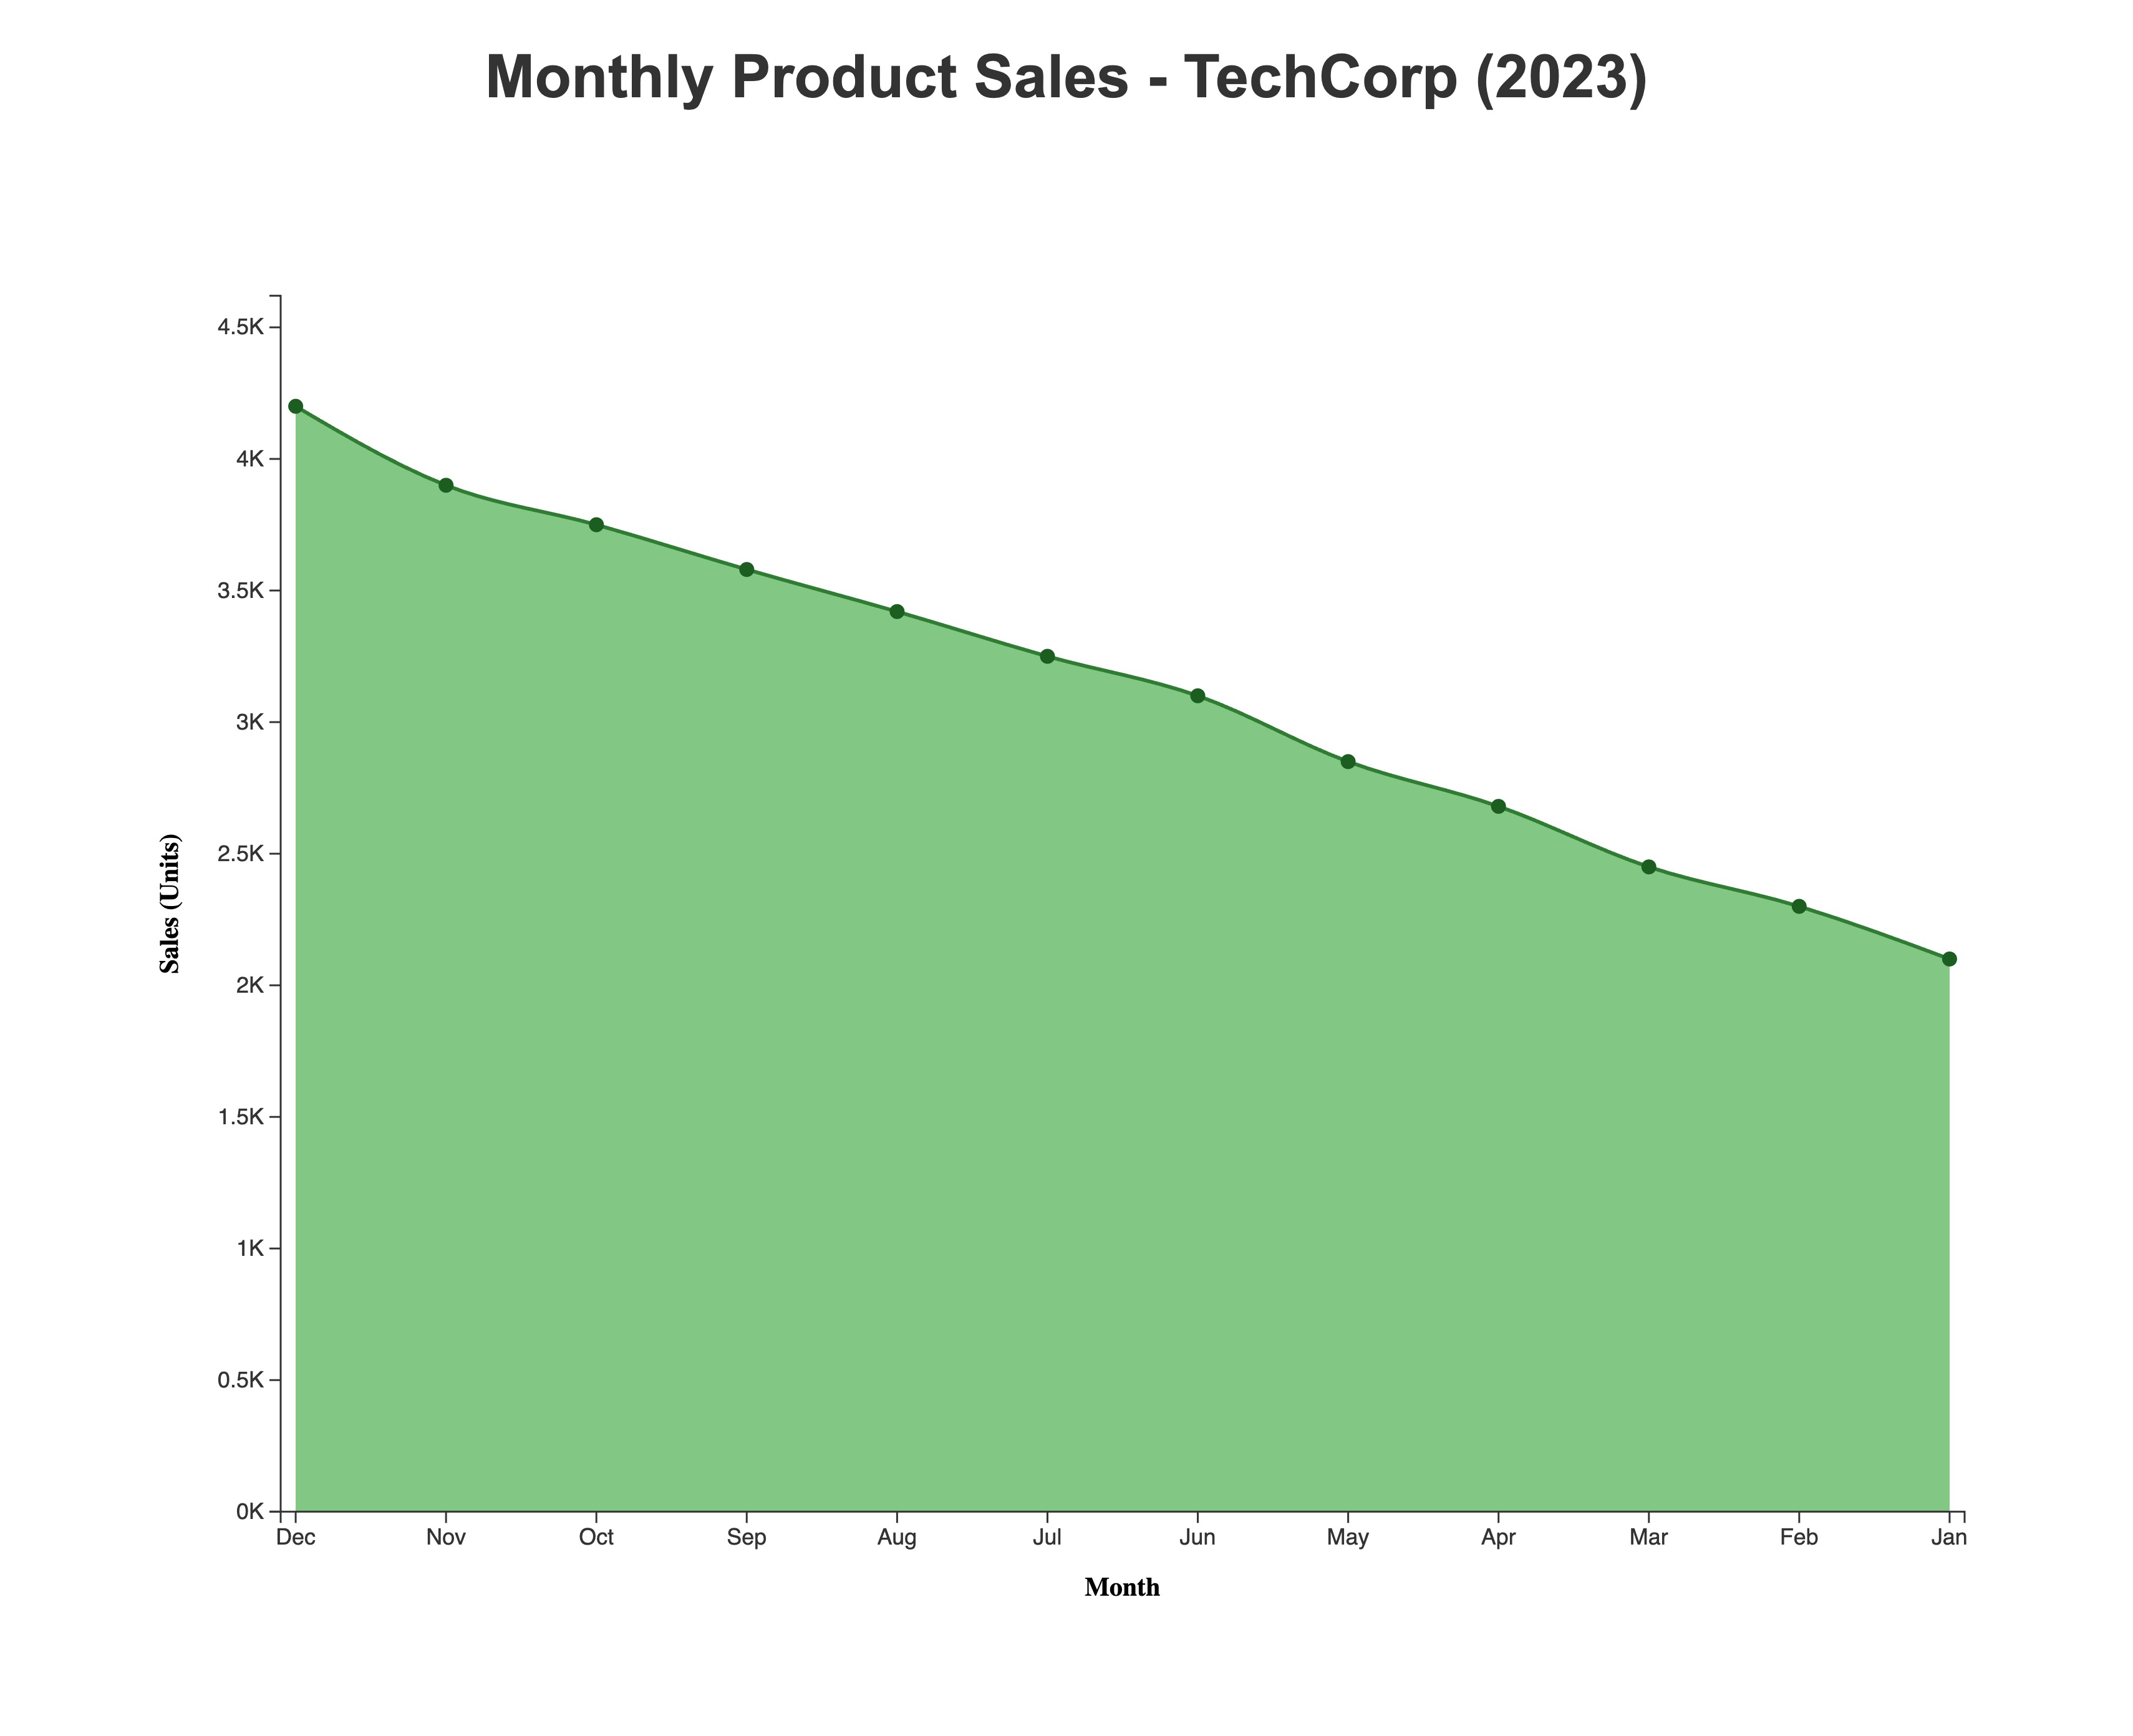 Monthly Product Sales - TechCorp (2023)
4.5K
4K
3.5K
3K
2.5K
2K
1.5K
1K
0.5K
0K
Sales (Units)
Dec Nov Oct Sep Aug Jul Jun May Apr Mar Feb Jan
Month